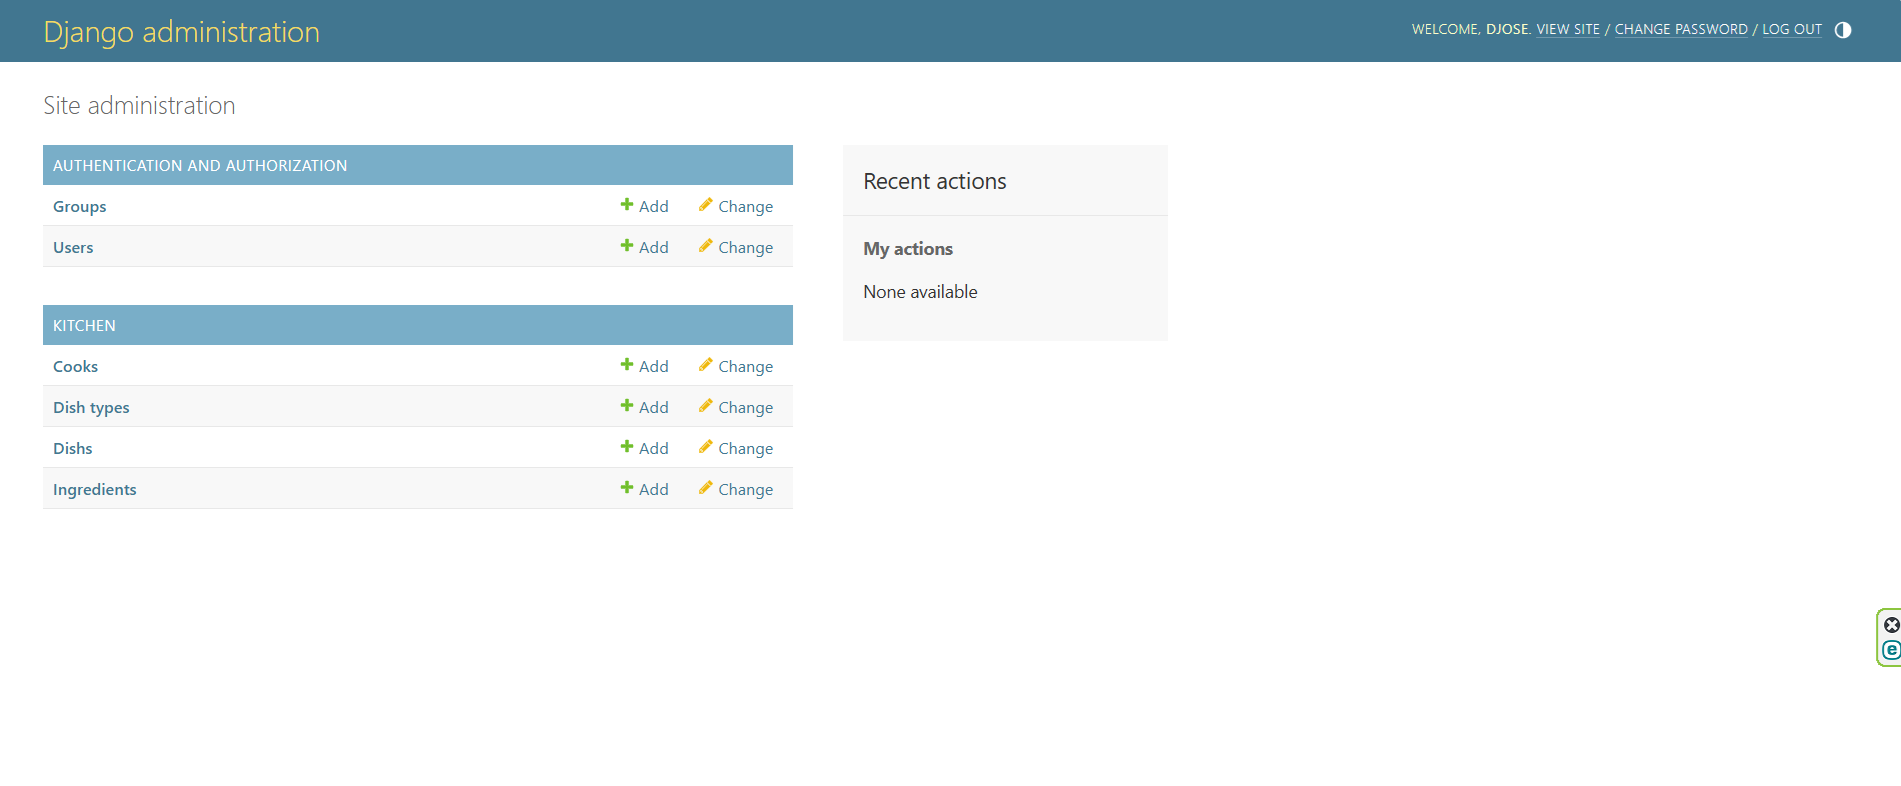 Django administration
WELCOME, DJOSE. VIEW SITE / CHANGE PASSWORD / LOG OUT
Site administration
AUTHENTICATION AND AUTHORIZATION
Groups Add Change
Users Add Change
KITCHEN
Cooks Add Change
Dish types Add Change
Dishs Add Change
Ingredients Add Change
Recent actions
My actions
None available
e